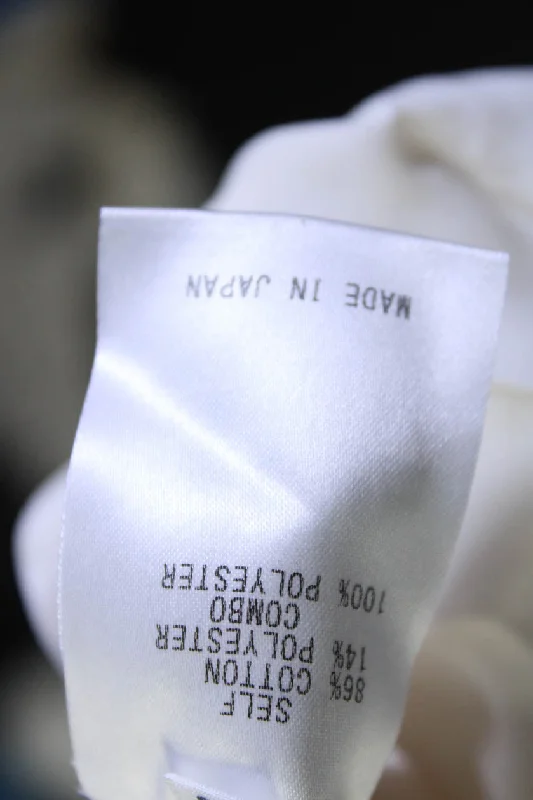 SELF
86% COTTON
14% POLYESTER
COMBO
100% POLYESTER
MADE IN JAPAN